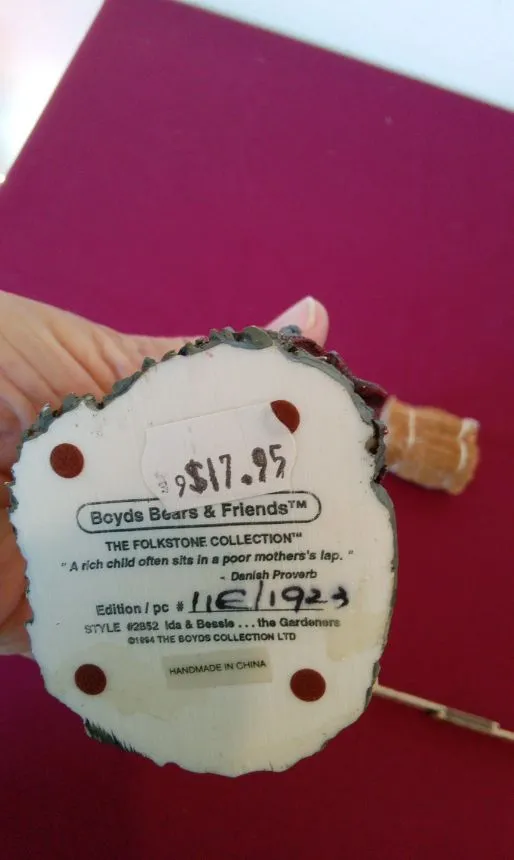 $17.95
Boyds Bears & Friends™
THE FOLKSTONE COLLECTION™
"A rich child often sits in a poor mothers's lap."
- Danish Proverb
Edition / pc # 11E/1923
STYLE #2852 Ida & Bessie . . . the Gardeners
©1994 THE BOYDS COLLECTION LTD
HANDMADE IN CHINA